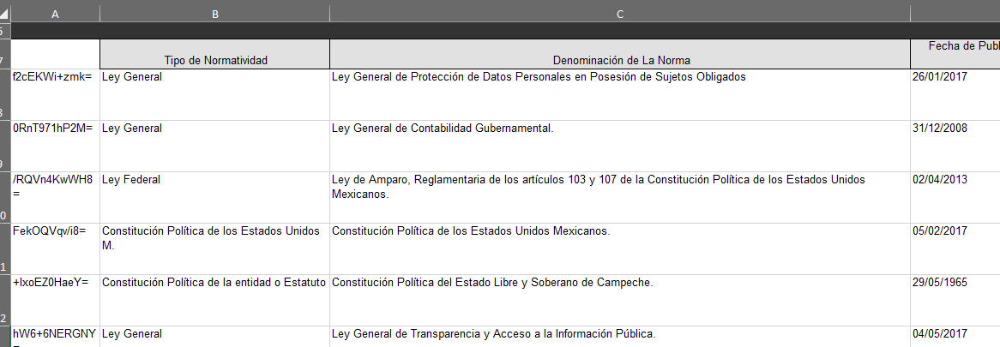 A B C
Fecha de Publ
Tipo de Normatividad Denominación de La Norma
f2cEKWi+zmk= Ley General Ley General de Protección de Datos Personales en Posesión de Sujetos Obligados 26/01/2017
0RnT971hP2M= Ley General Ley General de Contabilidad Gubernamental. 31/12/2008
/RQVn4KwWH8 Ley Federal Ley de Amparo, Reglamentaria de los artículos 103 y 107 de la Constitución Política de los Estados Unidos 02/04/2013
= Mexicanos.
FekOQVqv/i8= Constitución Política de los Estados Unidos Constitución Política de los Estados Unidos Mexicanos. 05/02/2017
M.
+IxoEZ0HaeY= Constitución Política de la entidad o Estatuto Constitución Política del Estado Libre y Soberano de Campeche. 29/05/1965
hW6+6NERGNY Ley General Ley General de Transparencia y Acceso a la Información Pública. 04/05/2017